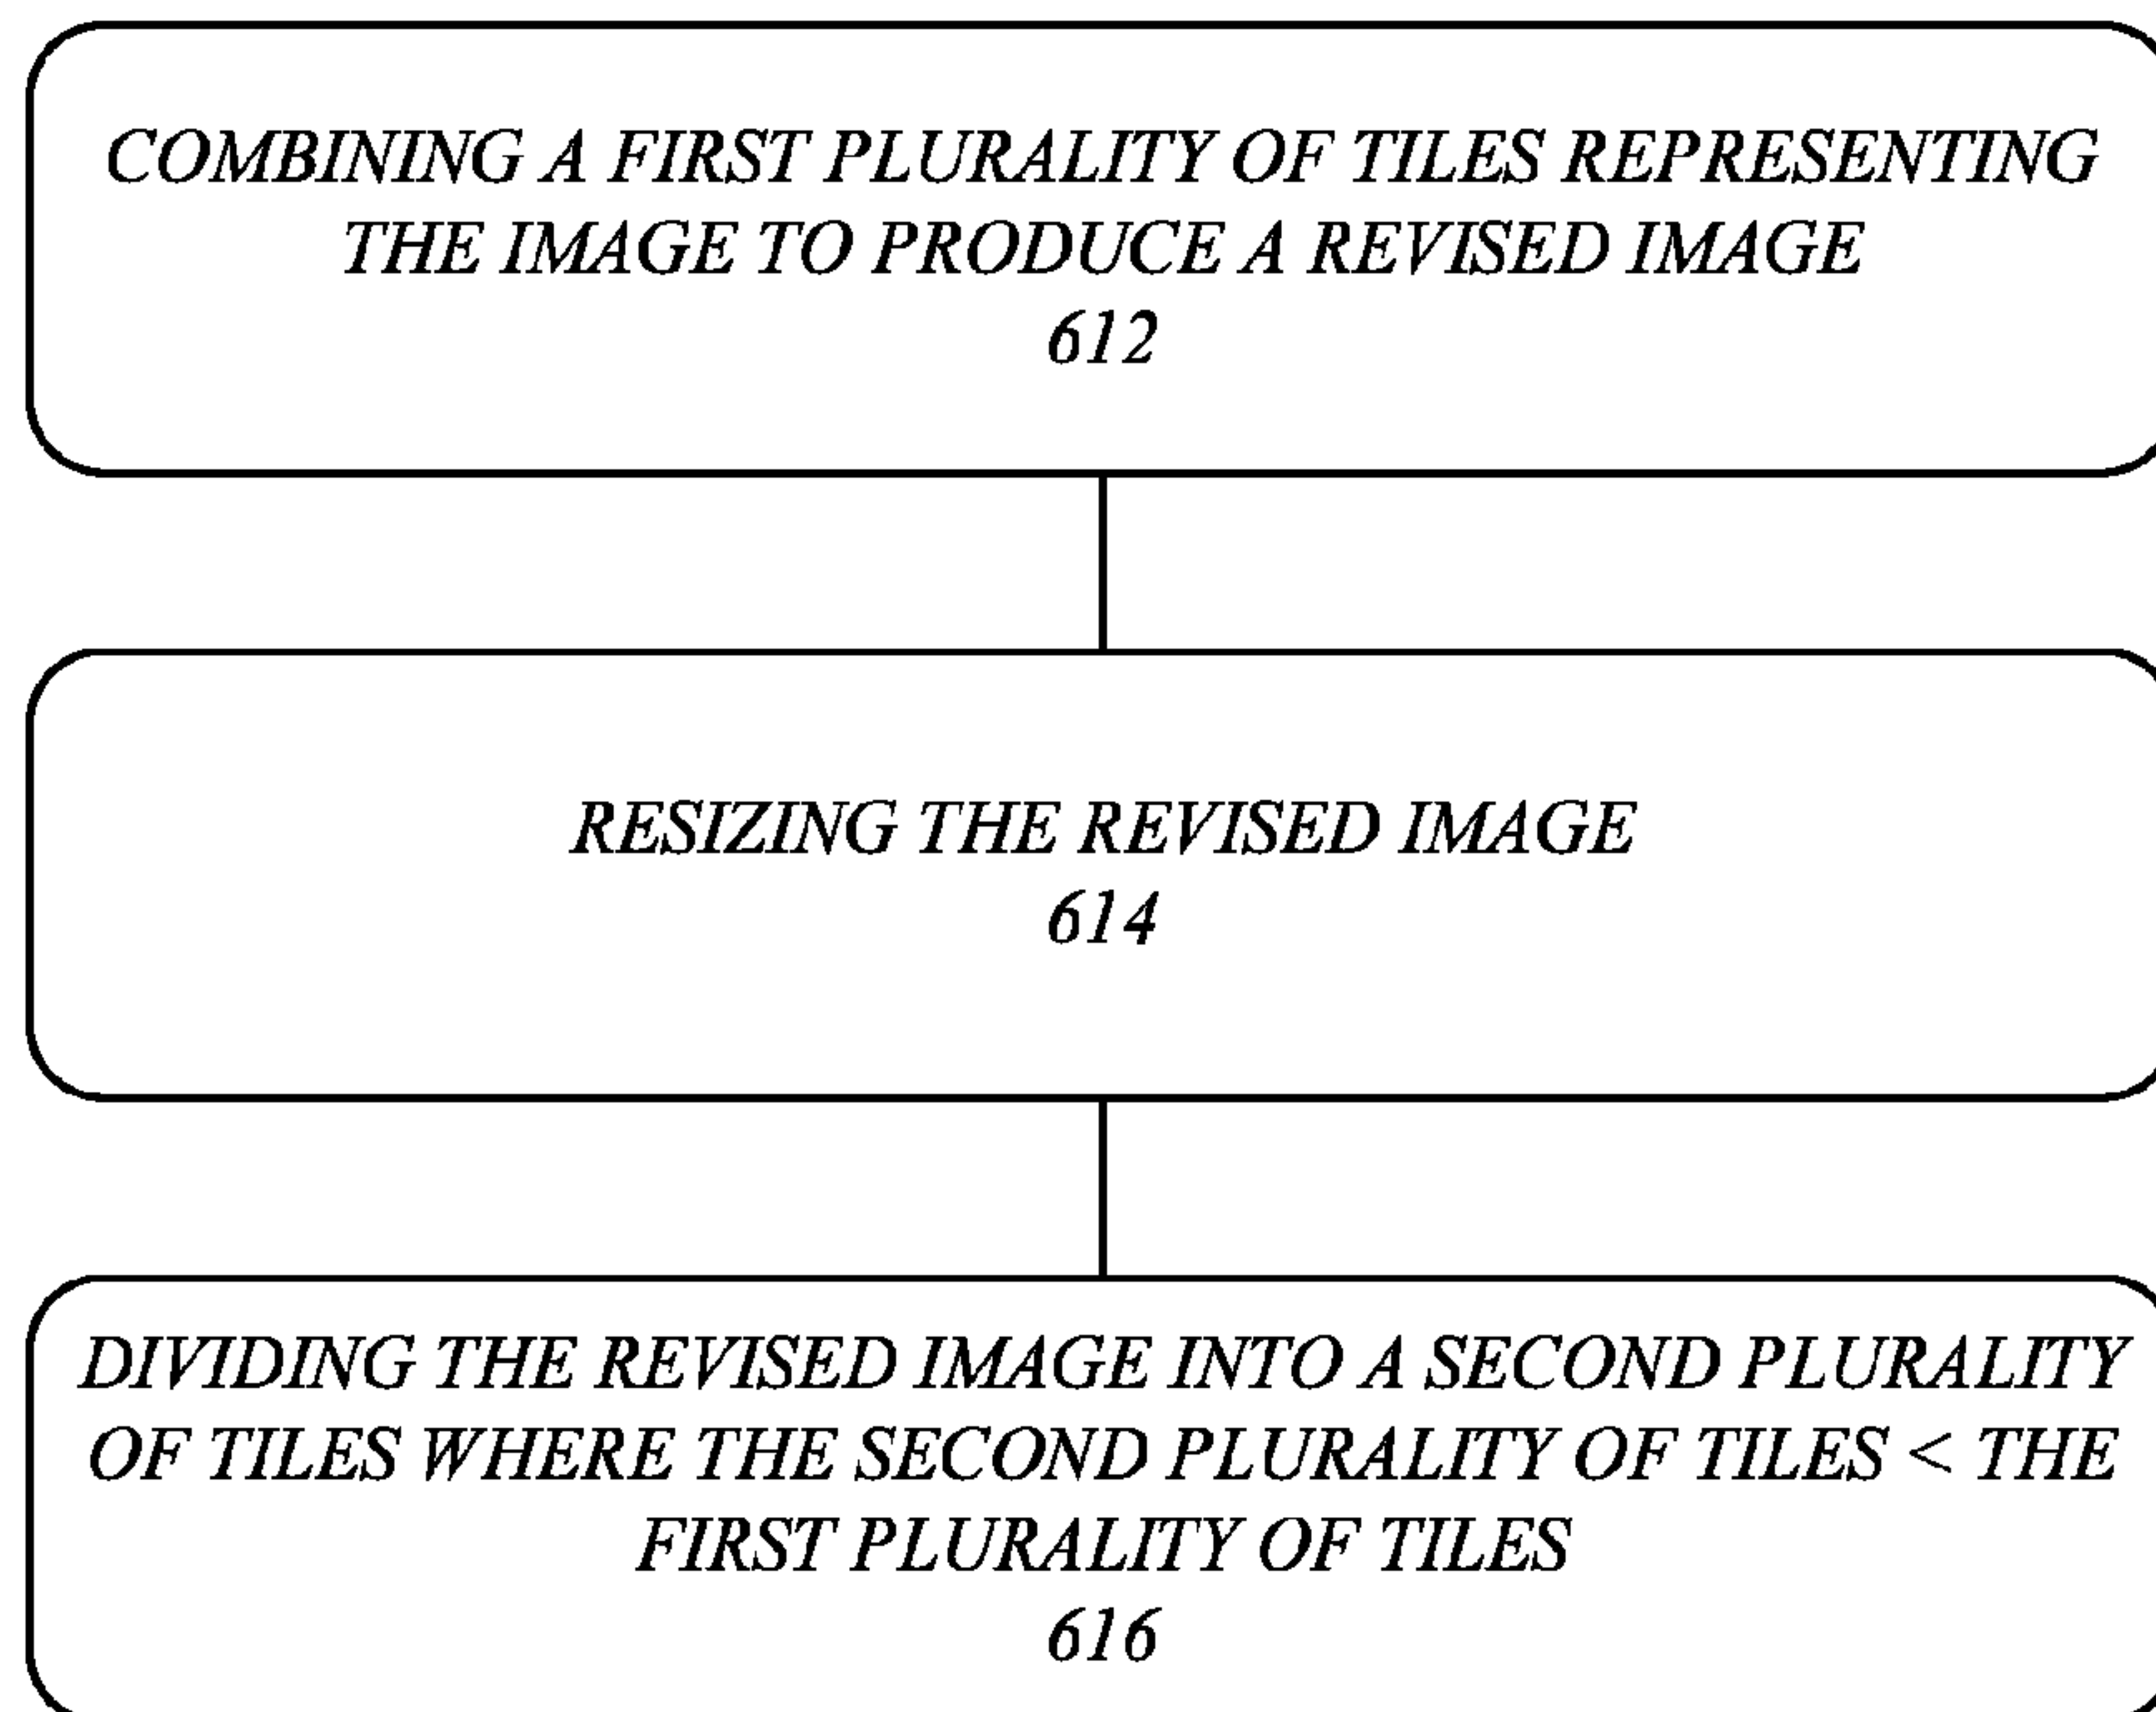 COMBINING A FIRST PLURALITY OF TILES REPRESENTING
THE IMAGE TO PRODUCE A REVISED IMAGE
612
RESIZING THE REVISED IMAGE
614
DIVIDING THE REVISED IMAGE INTO A SECOND PLURALITY
OF TILES WHERE THE SECOND PLURALITY OF TILES < THE
FIRST PLURALITY OF TILES
616